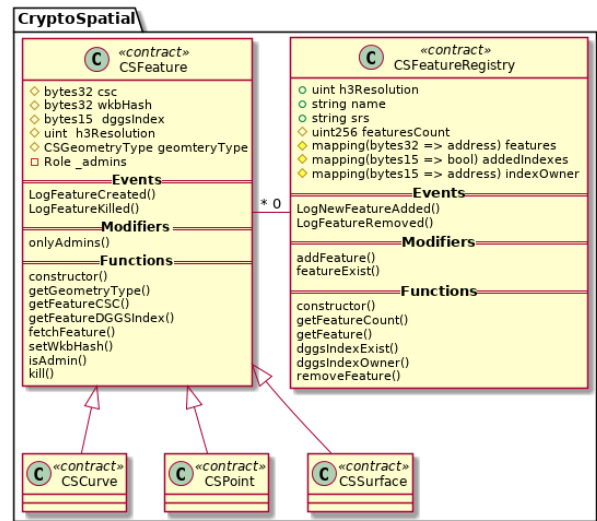 CryptoSpatial
C
«contract»
CSFeature
bytes32 csc
bytes32 wkbHash
bytes15 dggsIndex
uint h3Resolution
CSGeometryType geomteryType
Role _admins
Events
LogFeatureCreated()
LogFeatureKilled()
Modifiers
onlyAdmins()
Functions
constructor()
getGeometryType()
getFeatureCSC()
getFeatureDGGSIndex()
fetchFeature()
setWkbHash()
isAdmin()
kill()
* 0
C
«contract»
CSFeatureRegistry
uint h3Resolution
string name
string srs
uint256 featuresCount
mapping(bytes32 => address) features
mapping(bytes15 => bool) addedIndexes
mapping(bytes15 => address) indexOwner
Events
LogNewFeatureAdded()
LogFeatureRemoved()
Modifiers
addFeature()
featureExist()
Functions
constructor()
getFeatureCount()
getFeature()
dggsIndexExist()
dggsIndexOwner()
removeFeature()
C
«contract»
CSCurve
C
«contract»
CSPoint
C
«contract»
CSSurface